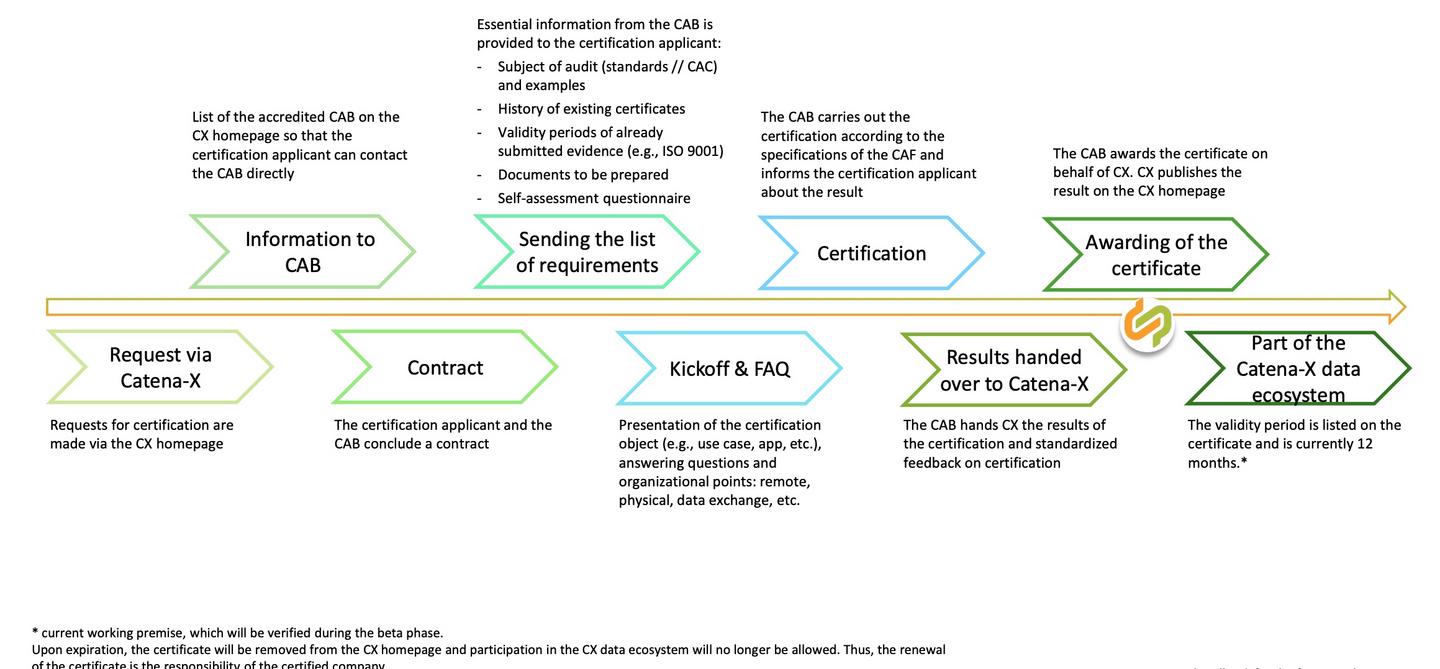 Essential information from the CAB is
provided to the certification applicant:
- Subject of audit (standards // CAC)
and examples
- History of existing certificates
- Validity periods of already
submitted evidence (e.g., ISO 9001)
- Documents to be prepared
- Self-assessment questionnaire
List of the accredited CAB on the
CX homepage so that the
certification applicant can contact
the CAB directly
The CAB carries out the
certification according to the
specifications of the CAF and
informs the certification applicant
about the result
The CAB awards the certificate on
behalf of CX. CX publishes the
result on the CX homepage
Information to
CAB
Sending the list
of requirements
Certification
Awarding of the
certificate
Request via
Catena-X
Contract
Kickoff & FAQ
Results handed
over to Catena-X
Part of the
Catena-X data
ecosystem
Requests for certification are
made via the CX homepage
The certification applicant and the
CAB conclude a contract
Presentation of the certification
object (e.g., use case, app, etc.),
answering questions and
organizational points: remote,
physical, data exchange, etc.
The CAB hands CX the results of
the certification and standardized
feedback on certification
The validity period is listed on the
certificate and is currently 12
months.*
* current working premise, which will be verified during the beta phase.
Upon expiration, the certificate will be removed from the CX homepage and participation in the CX data ecosystem will no longer be allowed. Thus, the renewal
of the certificate is the responsibility of the certified company